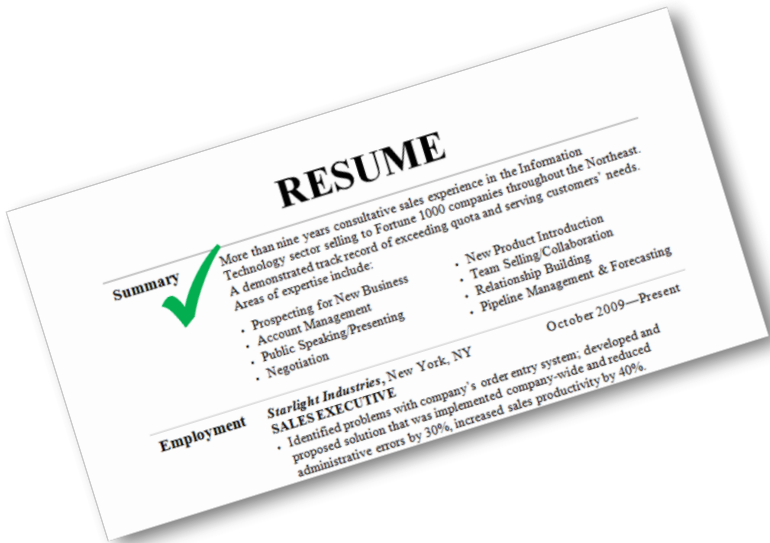 RESUME
Summary
More than nine years consultative sales experience in the Information
Technology sector selling to Fortune 1000 companies throughout the Northeast.
A demonstrated track record of exceeding quota and serving customers' needs.
Areas of expertise include:
• Prospecting for New Business
• Account Management
• Public Speaking/Presenting
• Negotiation
• New Product Introduction
• Team Selling/Collaboration
• Relationship Building
• Pipeline Management & Forecasting
Employment
Starlight Industries, New York, NY October 2009—Present
SALES EXECUTIVE
• Identified problems with company's order entry system; developed and
proposed solution that was implemented company-wide and reduced
administrative errors by 30%, increased sales productivity by 40%.